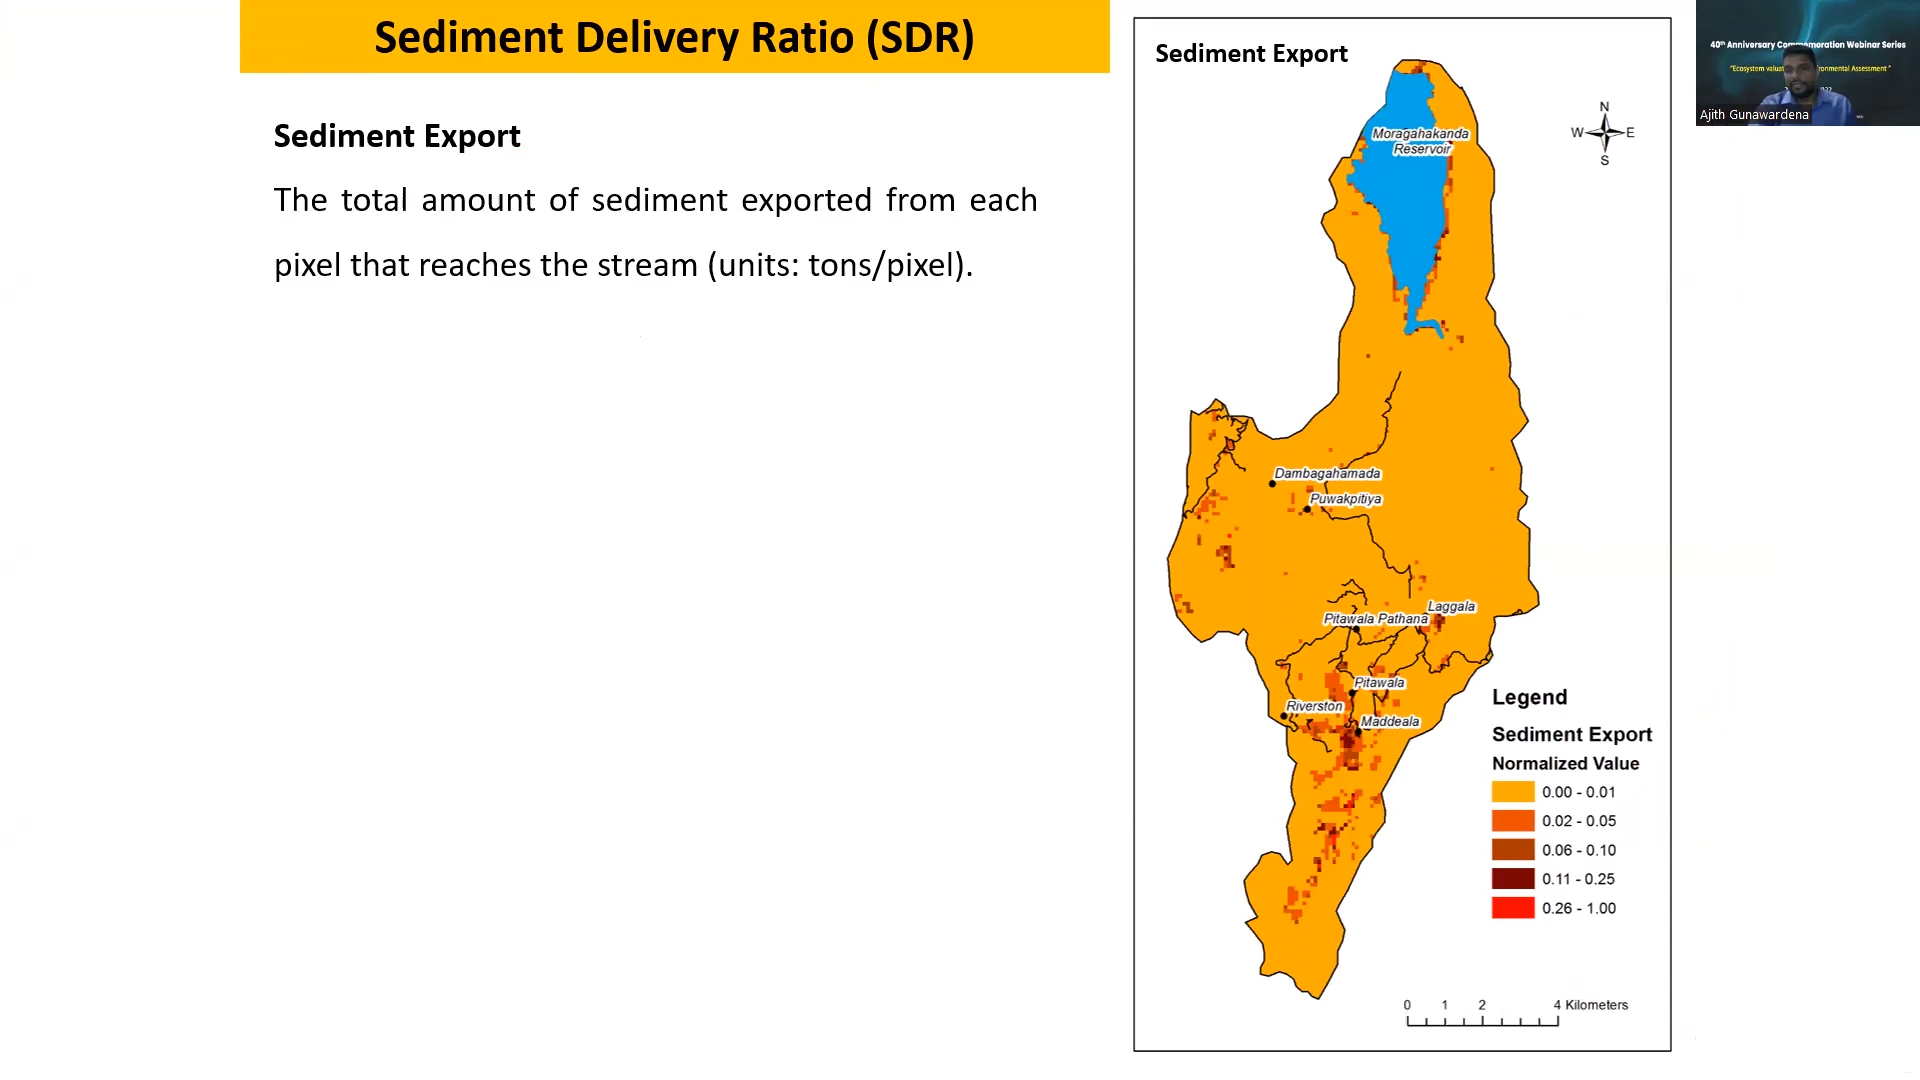 Sediment Delivery Ratio (SDR)
Sediment Export
The total amount of sediment exported from each
pixel that reaches the stream (units: tons/pixel).
Sediment Export
N
W E
S
Moragahakanda
Reservoir
Dambagahamada
Puwakpitiya
Laggala
Pitawala Pathana
Pitawala
Riverston
Maddeala
Legend
Sediment Export
Normalized Value
0.00 - 0.01
0.02 - 0.05
0.06 - 0.10
0.11 - 0.25
0.26 - 1.00
0 1 2 4 Kilometers
40th Anniversary Commemoration Webinar Series
"Ecosystem Assessment "
Ajith Gunawardena